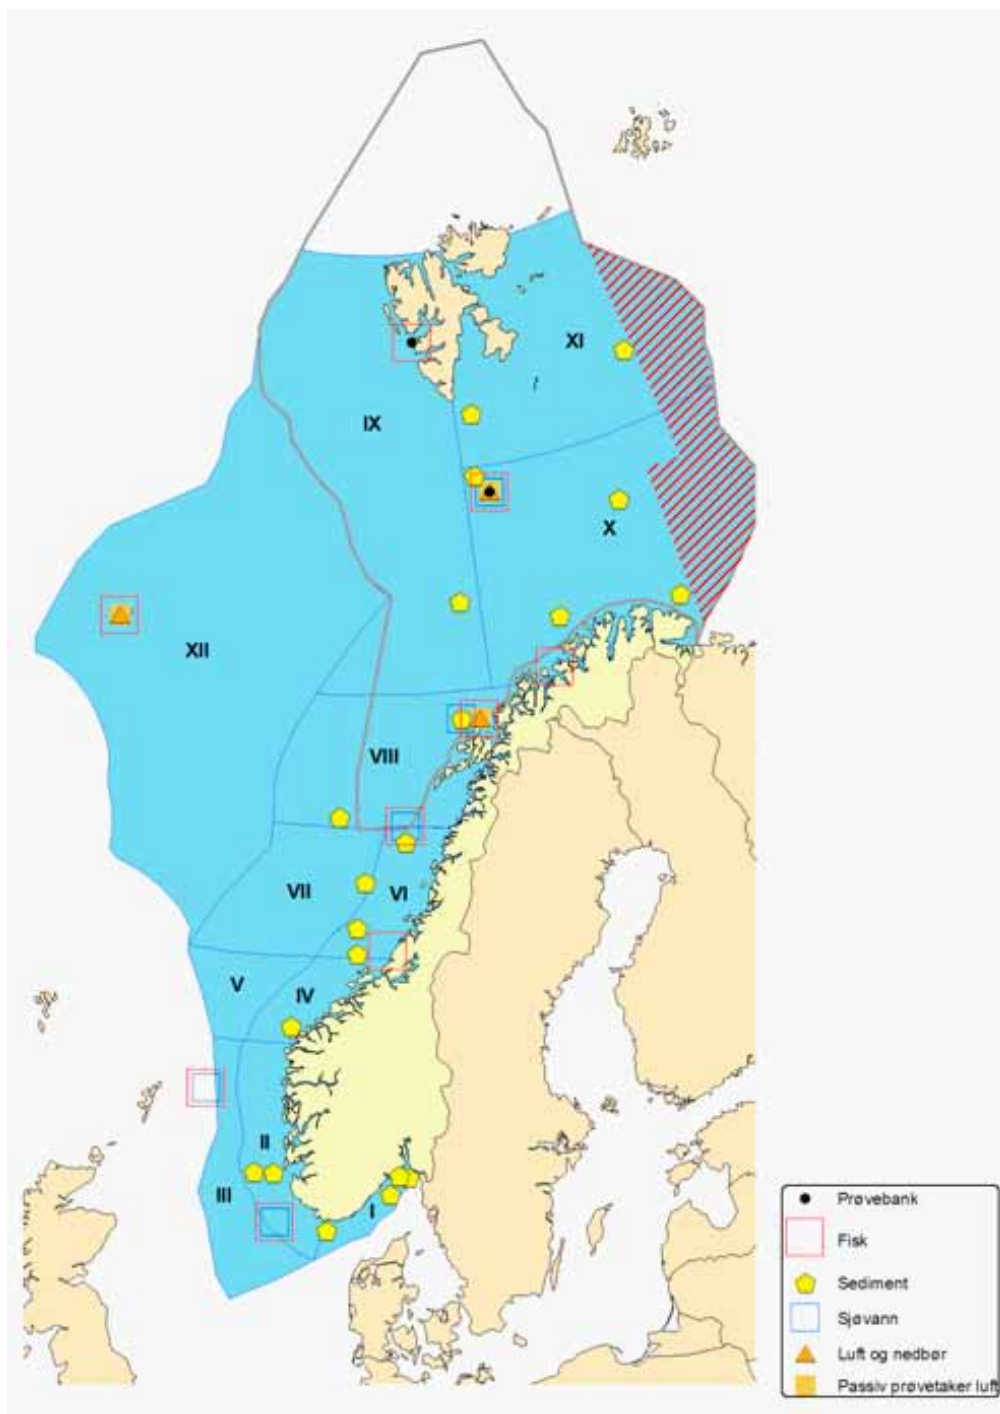 XI
IX
X
XII
VIII
VII
VI
V
IV
II
III
I
Prøvebank
Fisk
Sediment
Sjøvann
Luft og nedbør
Passiv prøvetaker luft